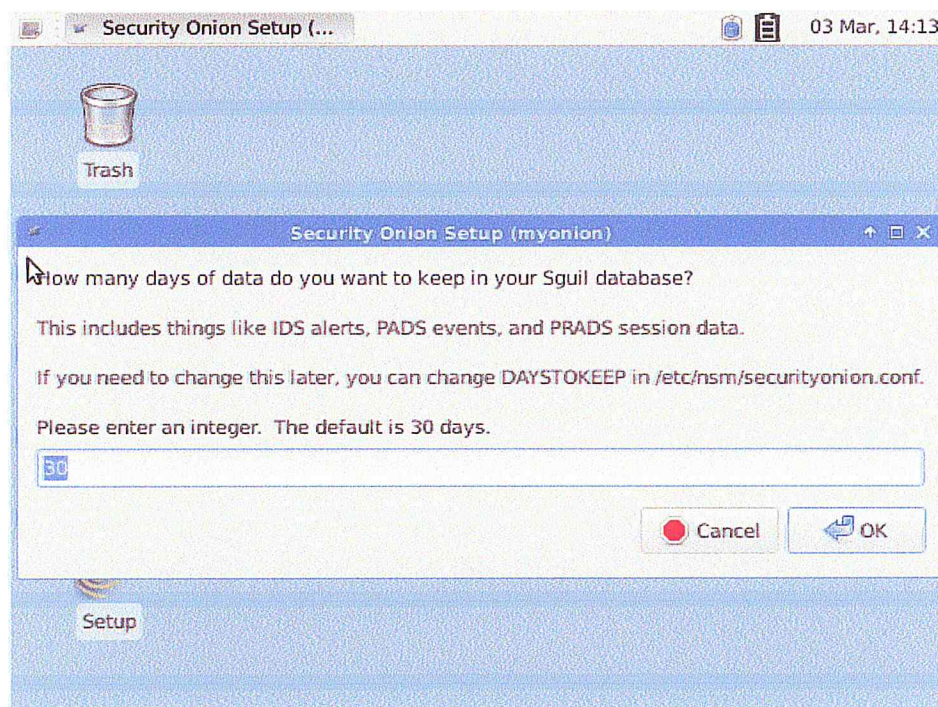 Security Onion Setup (...
03 Mar, 14:13
Trash
Security Onion Setup (myonion)
How many days of data do you want to keep in your Sguil database?
This includes things like IDS alerts, PADS events, and PRADS session data.
If you need to change this later, you can change DAYSTOKEEP in /etc/nsm/securityonion.conf.
Please enter an integer.  The default is 30 days.
30
Cancel
OK
Setup